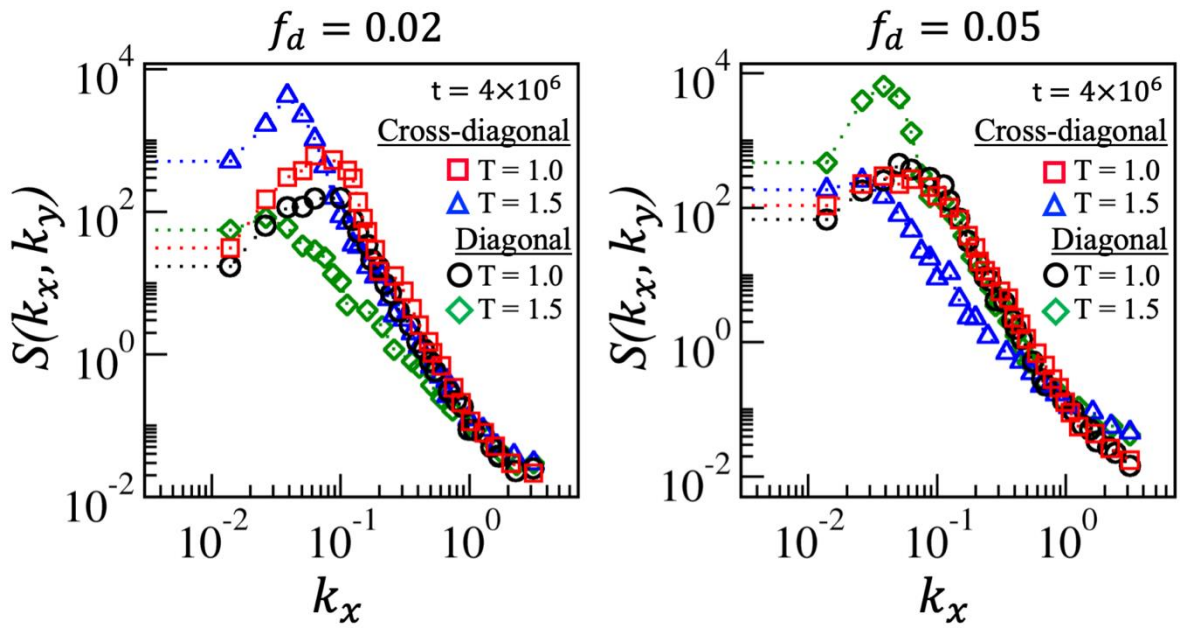 f_d = 0.02
10^4
10^2
10^0
10^-2
S(k_x, k_y)
t = 4×10^6
Cross-diagonal
T = 1.0
T = 1.5
Diagonal
T = 1.0
T = 1.5
10^-2 10^-1 10^0
k_x
f_d = 0.05
10^4
10^2
10^0
10^-2
S(k_x, k_y)
t = 4×10^6
Cross-diagonal
T = 1.0
T = 1.5
Diagonal
T = 1.0
T = 1.5
10^-2 10^-1 10^0
k_x